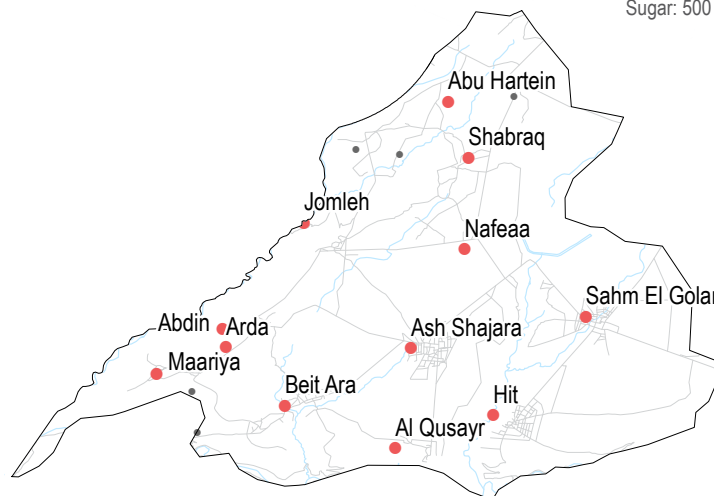 Sugar: 500
Abu Hartein
Shabraq
Jomleh
Nafeaa
Sahm El Golan
Abdin
Arda
Ash Shajara
Maariya
Beit Ara
Hit
Al Qusayr